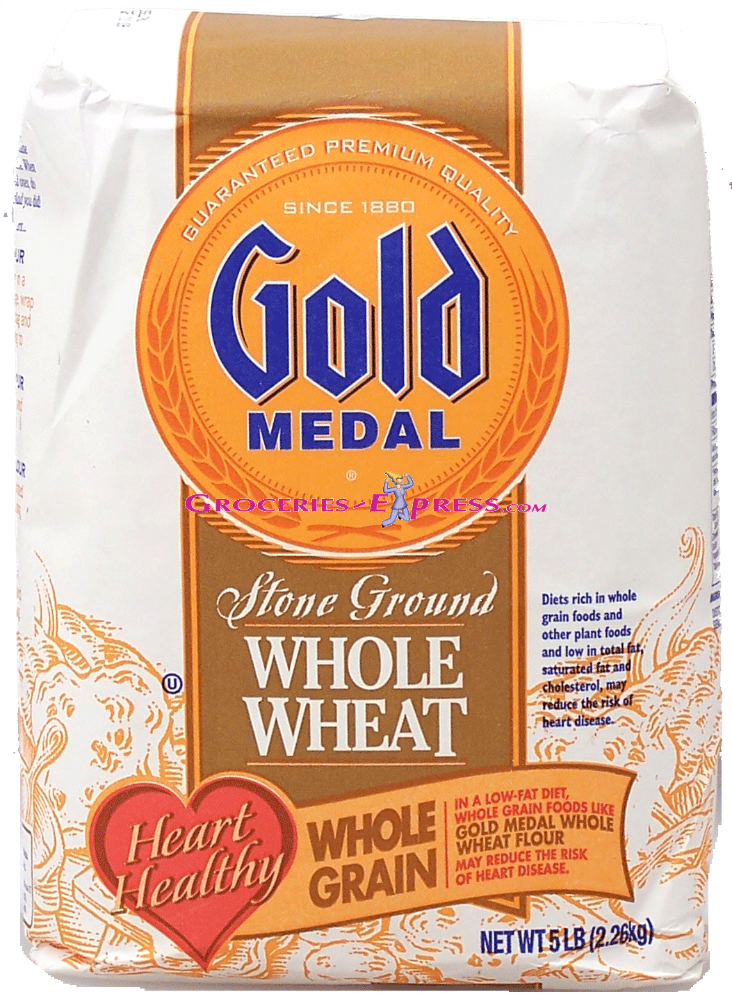 GUARANTEED PREMIUM QUALITY
SINCE 1880
Gold
MEDAL
®
GROCERIES-EXPRESS.COM
Stone Ground
WHOLE
WHEAT
U
Diets rich in whole
grain foods and
other plant foods
and low in total fat,
saturated fat and
cholesterol, may
reduce the risk of
heart disease.
Heart
Healthy
WHOLE
GRAIN
IN A LOW-FAT DIET,
WHOLE GRAIN FOODS LIKE
GOLD MEDAL WHOLE
WHEAT FLOUR
MAY REDUCE THE RISK
OF HEART DISEASE.
NET WT 5 LB (2.26kg)